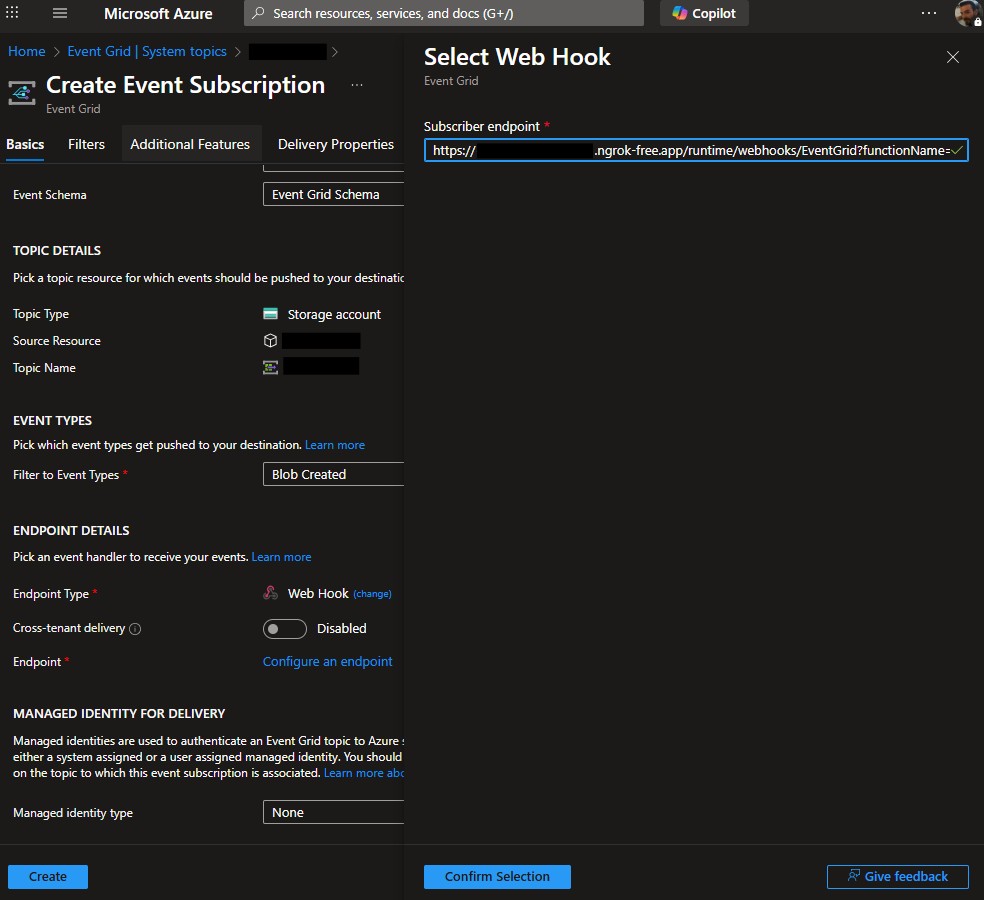 Microsoft Azure
Search resources, services, and docs (G+/)
Copilot
Home > Event Grid | System topics > >
Create Event Subscription ...
Event Grid
Basics Filters Additional Features Delivery Properties
Event Schema Event Grid Schema
TOPIC DETAILS
Pick a topic resource for which events should be pushed to your destinatio
Topic Type Storage account
Source Resource
Topic Name
EVENT TYPES
Pick which event types get pushed to your destination. Learn more
Filter to Event Types * Blob Created
ENDPOINT DETAILS
Pick an event handler to receive your events. Learn more
Endpoint Type * Web Hook (change)
Cross-tenant delivery Disabled
Endpoint * Configure an endpoint
MANAGED IDENTITY FOR DELIVERY
Managed identities are used to authenticate an Event Grid topic to Azure s
either a system assigned or a user assigned managed identity. You should
on the topic to which this event subscription is associated. Learn more abo
Managed identity type None
Create
Select Web Hook
Event Grid
Subscriber endpoint *
https:// .ngrok-free.app/runtime/webhooks/EventGrid?functionName=
Confirm Selection
Give feedback